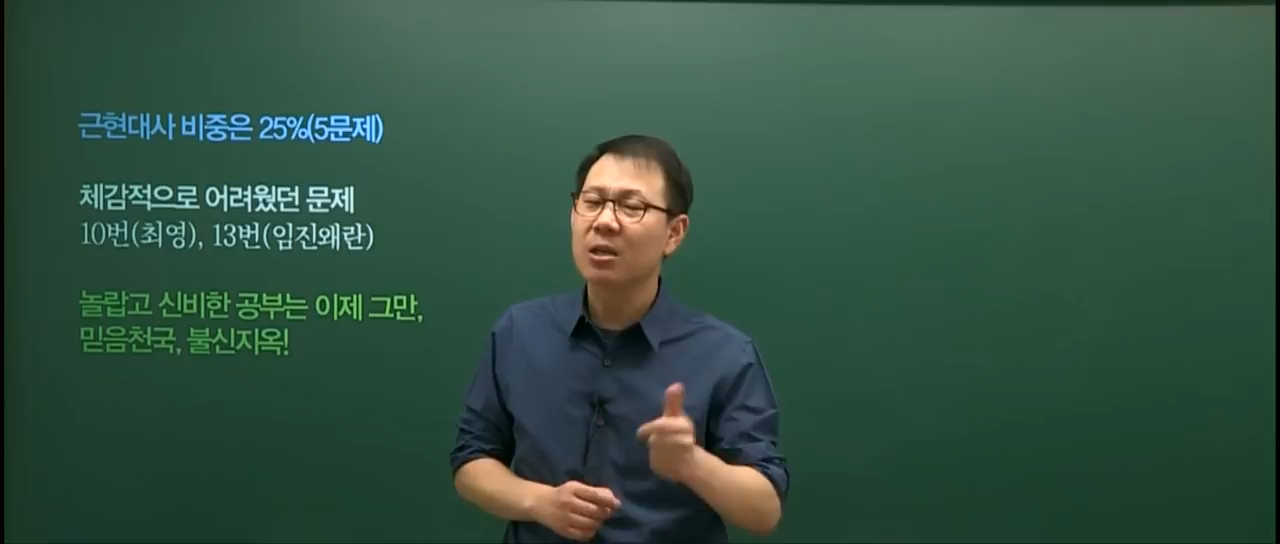 근현대사 비중은 25%(5문제)
체감적으로 어려웠던 문제
10번(최영), 13번(임진왜란)
놀랍고 신비한 공부는 이제 그만,
믿음천국, 불신지옥!